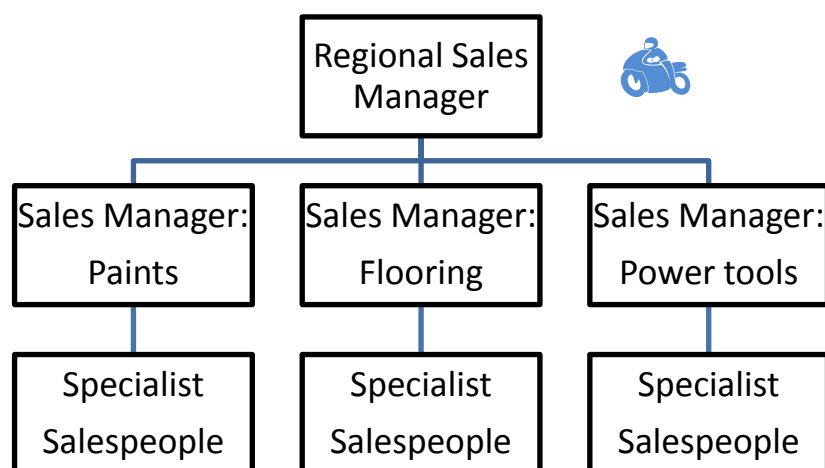 Regional Sales
Manager
Sales Manager:
Paints
Sales Manager:
Flooring
Sales Manager:
Power tools
Specialist
Salespeople
Specialist
Salespeople
Specialist
Salespeople